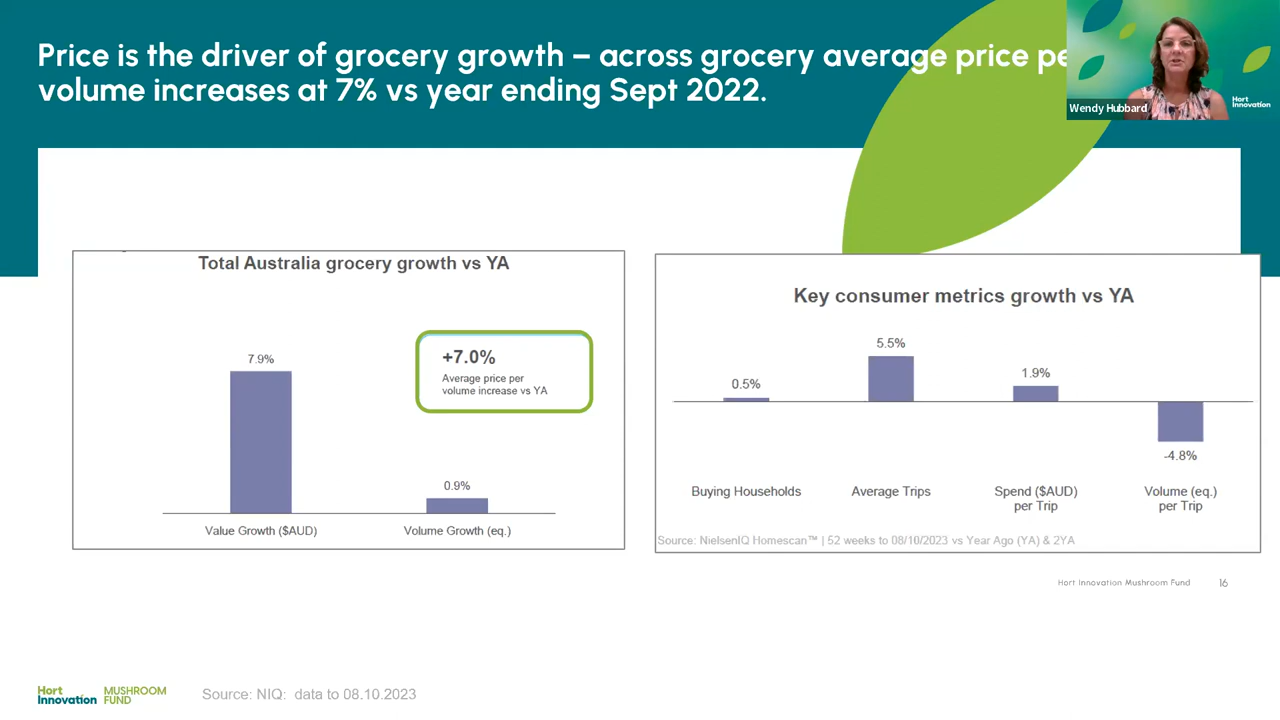 Price is the driver of grocery growth – across grocery average price
volume increases at 7% vs year ending Sept 2022.
Wendy Hubbard
Hort
Innovation
Total Australia grocery growth vs YA
7.9%
+7.0%
Average price per
volume increase vs YA
0.9%
Value Growth ($AUD)
Volume Growth (eq.)
Key consumer metrics growth vs YA
0.5%
5.5%
1.9%
-4.8%
Buying Households
Average Trips
Spend ($AUD)
per Trip
Volume (eq.)
per Trip
Source: NielsenIQ Homescan™ | 52 weeks to 08/10/2023 vs Year Ago (YA) & 2YA
Hort Innovation Mushroom Fund
16
Hort
Innovation
MUSHROOM
FUND
Source: NIQ: data to 08.10.2023